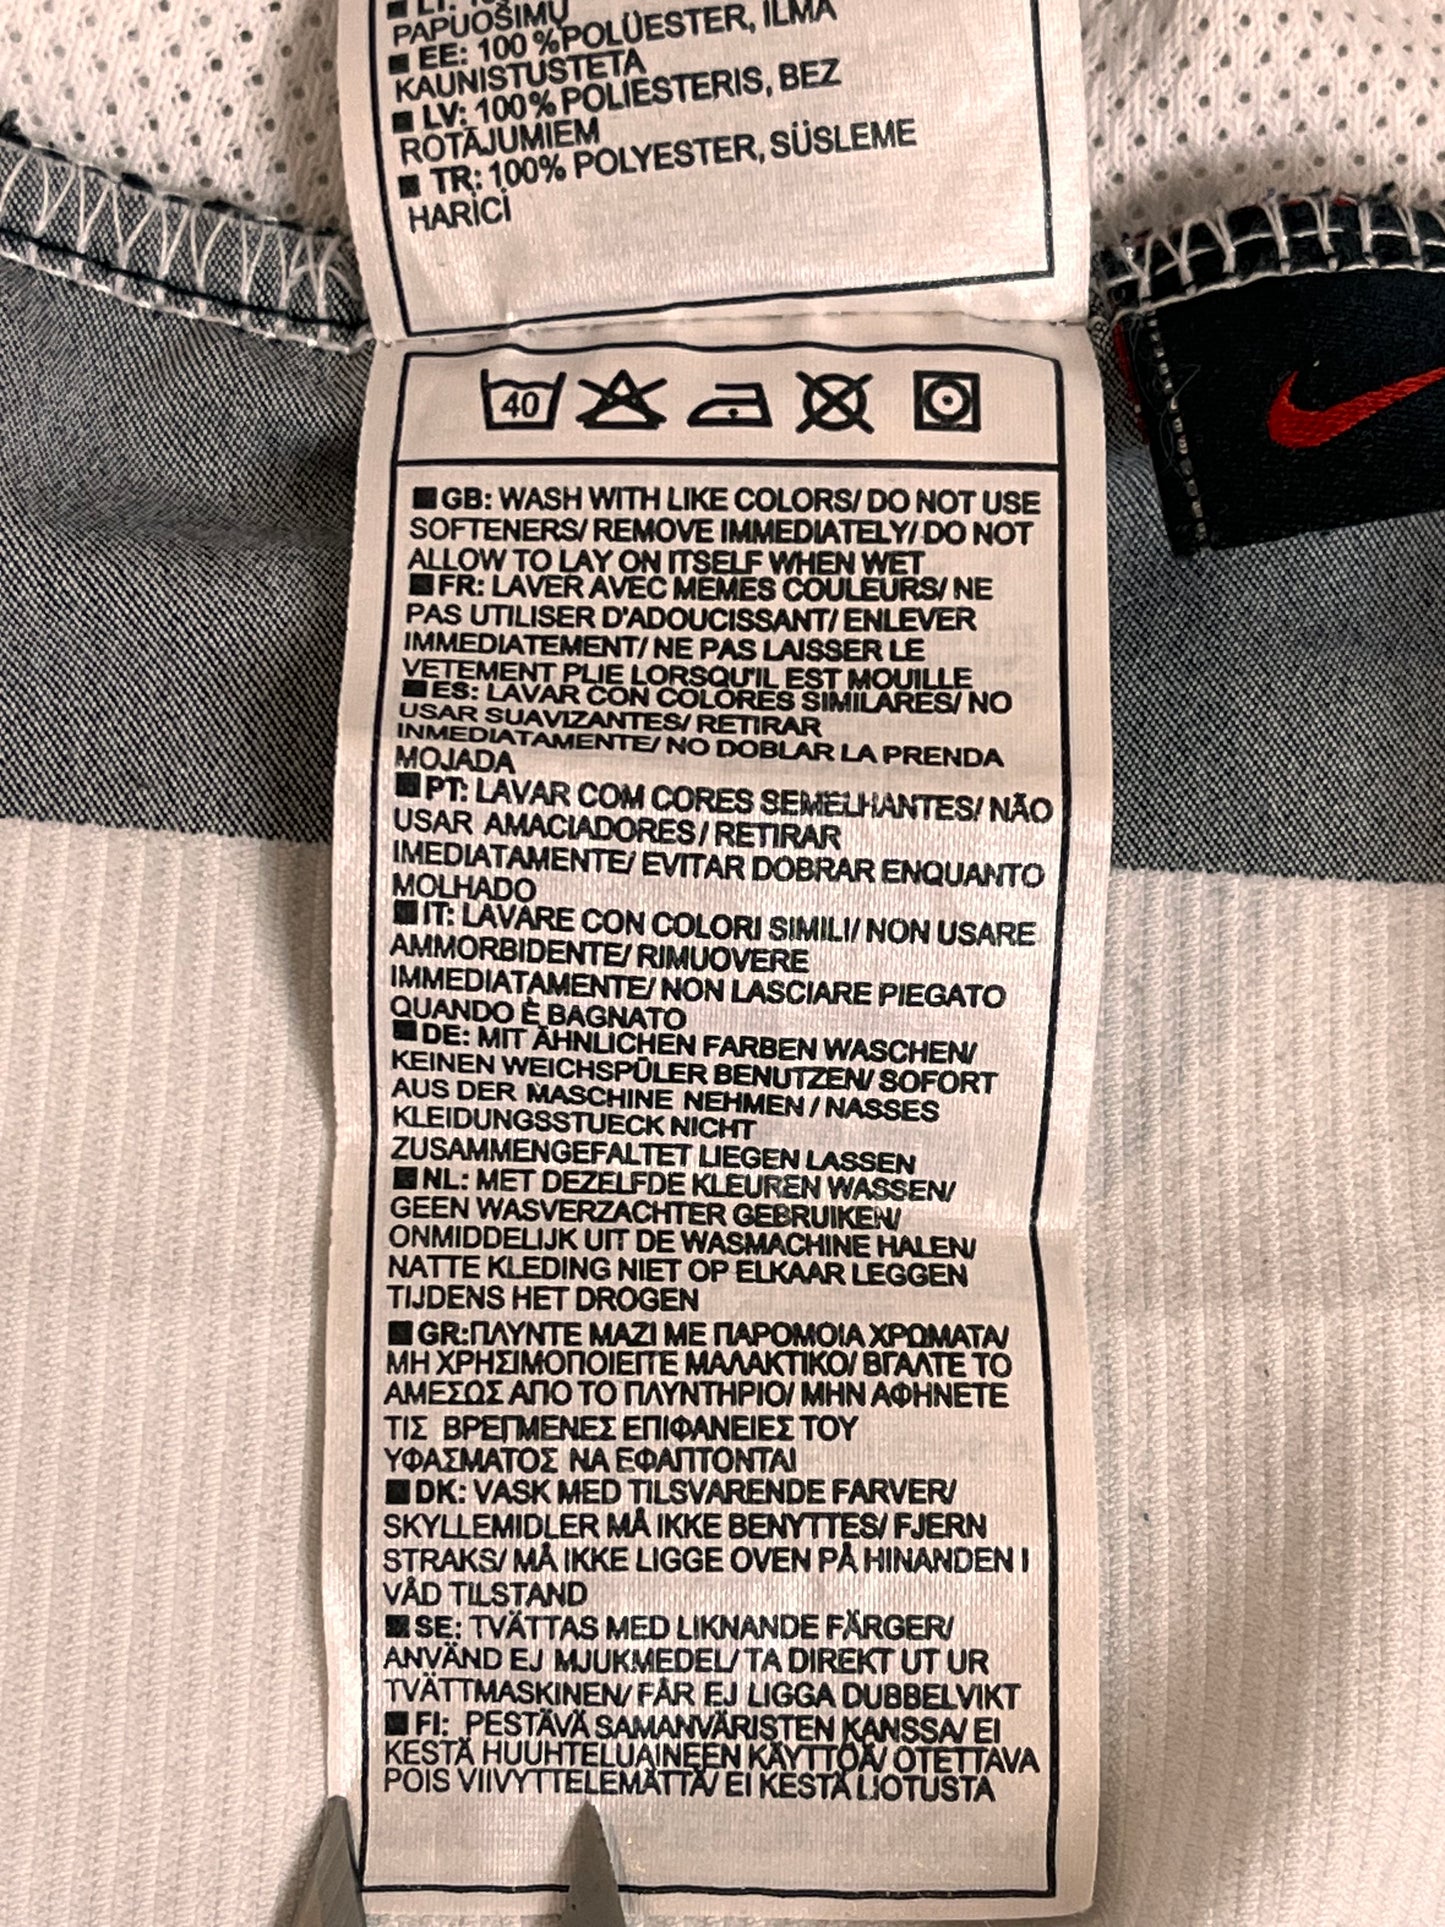 PAPUOŠIMŲ
■ EE: 100 %POLÜESTER, ILMA
KAUNISTUSTETA
■ LV: 100% POLIESTERIS, BEZ
ROTĀJUMIEM
■ TR: 100% POLYESTER, SÜSLEME
HARİCİ
40
■GB: WASH WITH LIKE COLORS/ DO NOT USE
SOFTENERS/ REMOVE IMMEDIATELY/ DO NOT
ALLOW TO LAY ON ITSELF WHEN WET
■FR: LAVER AVEC MEMES COULEURS/ NE
PAS UTILISER D'ADOUCISSANT/ ENLEVER
IMMEDIATEMENT/ NE PAS LAISSER LE
VETEMENT PLIE LORSQU'IL EST MOUILLE
■ES: LAVAR CON COLORES SIMILARES/ NO
USAR SUAVIZANTES/ RETIRAR
INMEDIATAMENTE/ NO DOBLAR LA PRENDA
MOJADA
■PT: LAVAR COM CORES SEMELHANTES/ NÃO
USAR AMACIADORES / RETIRAR
IMEDIATAMENTE/ EVITAR DOBRAR ENQUANTO
MOLHADO
■IT: LAVARE CON COLORI SIMILI/ NON USARE
AMMORBIDENTE/ RIMUOVERE
IMMEDIATAMENTE/ NON LASCIARE PIEGATO
QUANDO È BAGNATO
■DE: MIT ÄHNLICHEN FARBEN WASCHEN/
KEINEN WEICHSPÜLER BENUTZEN/ SOFORT
AUS DER MASCHINE NEHMEN / NASSES
KLEIDUNGSSTUECK NICHT
ZUSAMMENGEFALTET LIEGEN LASSEN
■NL: MET DEZELFDE KLEUREN WASSEN/
GEEN WASVERZACHTER GEBRUIKEN/
ONMIDDELIJK UIT DE WASMACHINE HALEN/
NATTE KLEDING NIET OP ELKAAR LEGGEN
TIJDENS HET DROGEN
■GR:ΠΛΥΝΤΕ ΜΑΖΙ ΜΕ ΠΑΡΟΜΟΙΑ ΧΡΩΜΑΤΑ/
ΜΗ ΧΡΗΣΙΜΟΠΟΙΕΙΤΕ ΜΑΛΑΚΤΙΚΟ/ ΒΓΑΛΤΕ ΤΟ
ΑΜΕΣΩΣ ΑΠΟ ΤΟ ΠΛΥΝΤΗΡΙΟ/ ΜΗΝ ΑΦΗΝΕΤΕ
ΤΙΣ ΒΡΕΓΜΕΝΕΣ ΕΠΙΦΑΝΕΙΕΣ ΤΟΥ
ΥΦΑΣΜΑΤΟΣ ΝΑ ΕΦΑΠΤΟΝΤΑΙ
■DK: VASK MED TILSVARENDE FARVER/
SKYLLEMIDLER MÅ IKKE BENYTTES/ FJERN
STRAKS/ MÅ IKKE LIGGE OVEN PÅ HINANDEN I
VÅD TILSTAND
■SE: TVÄTTAS MED LIKNANDE FÄRGER/
ANVÄND EJ MJUKMEDEL/ TA DIREKT UT UR
TVÄTTMASKINEN/ FÅR EJ LIGGA DUBBELVIKT
■FI: PESTÄVÄ SAMANVÄRISTEN KANSSA/ EI
KESTÄ HUUHTELUAINEEN KÄYTTÖÄ/ OTETTAVA
POIS VIIVYTTELEMÄTTÄ/ EI KESTÄ LIOTUSTA